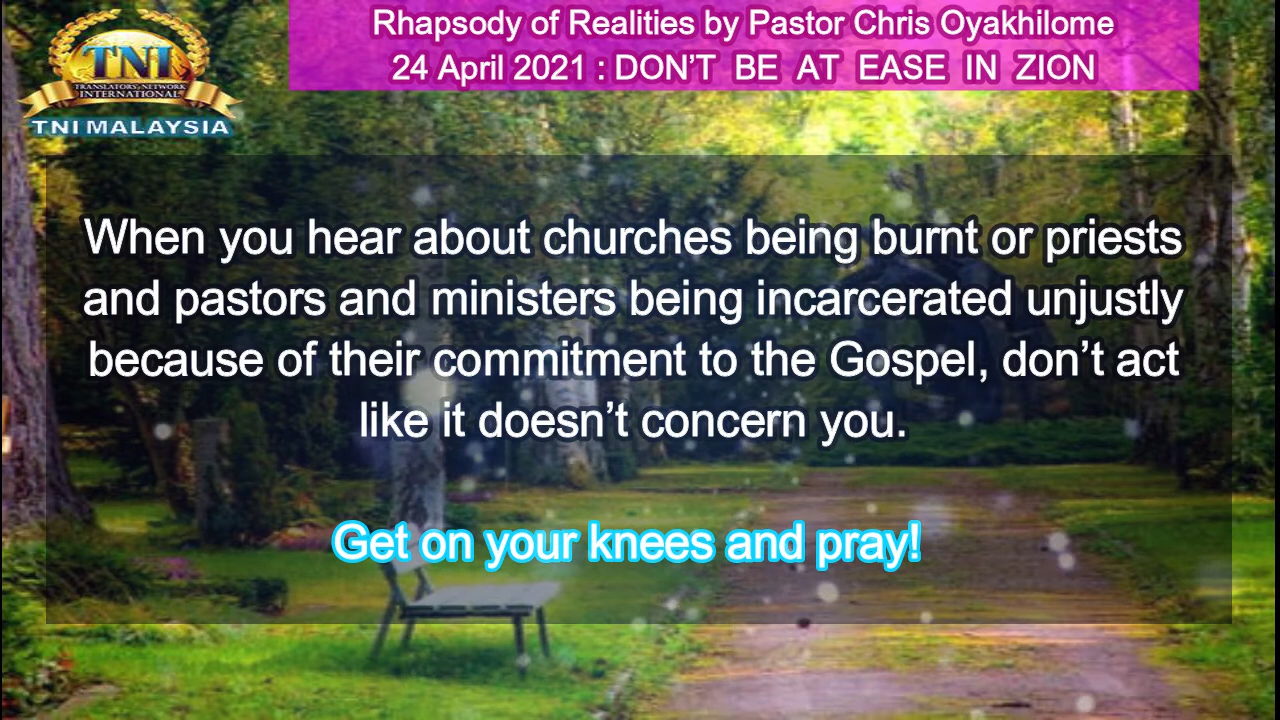 Rhapsody of Realities by Pastor Chris Oyakhilome
24 April 2021 : DON’T BE AT EASE IN ZION
TNI
TRANSLATORS NETWORK
INTERNATIONAL
TNI MALAYSIA
When you hear about churches being burnt or priests
and pastors and ministers being incarcerated unjustly
because of their commitment to the Gospel, don’t act
like it doesn’t concern you.
Get on your knees and pray!